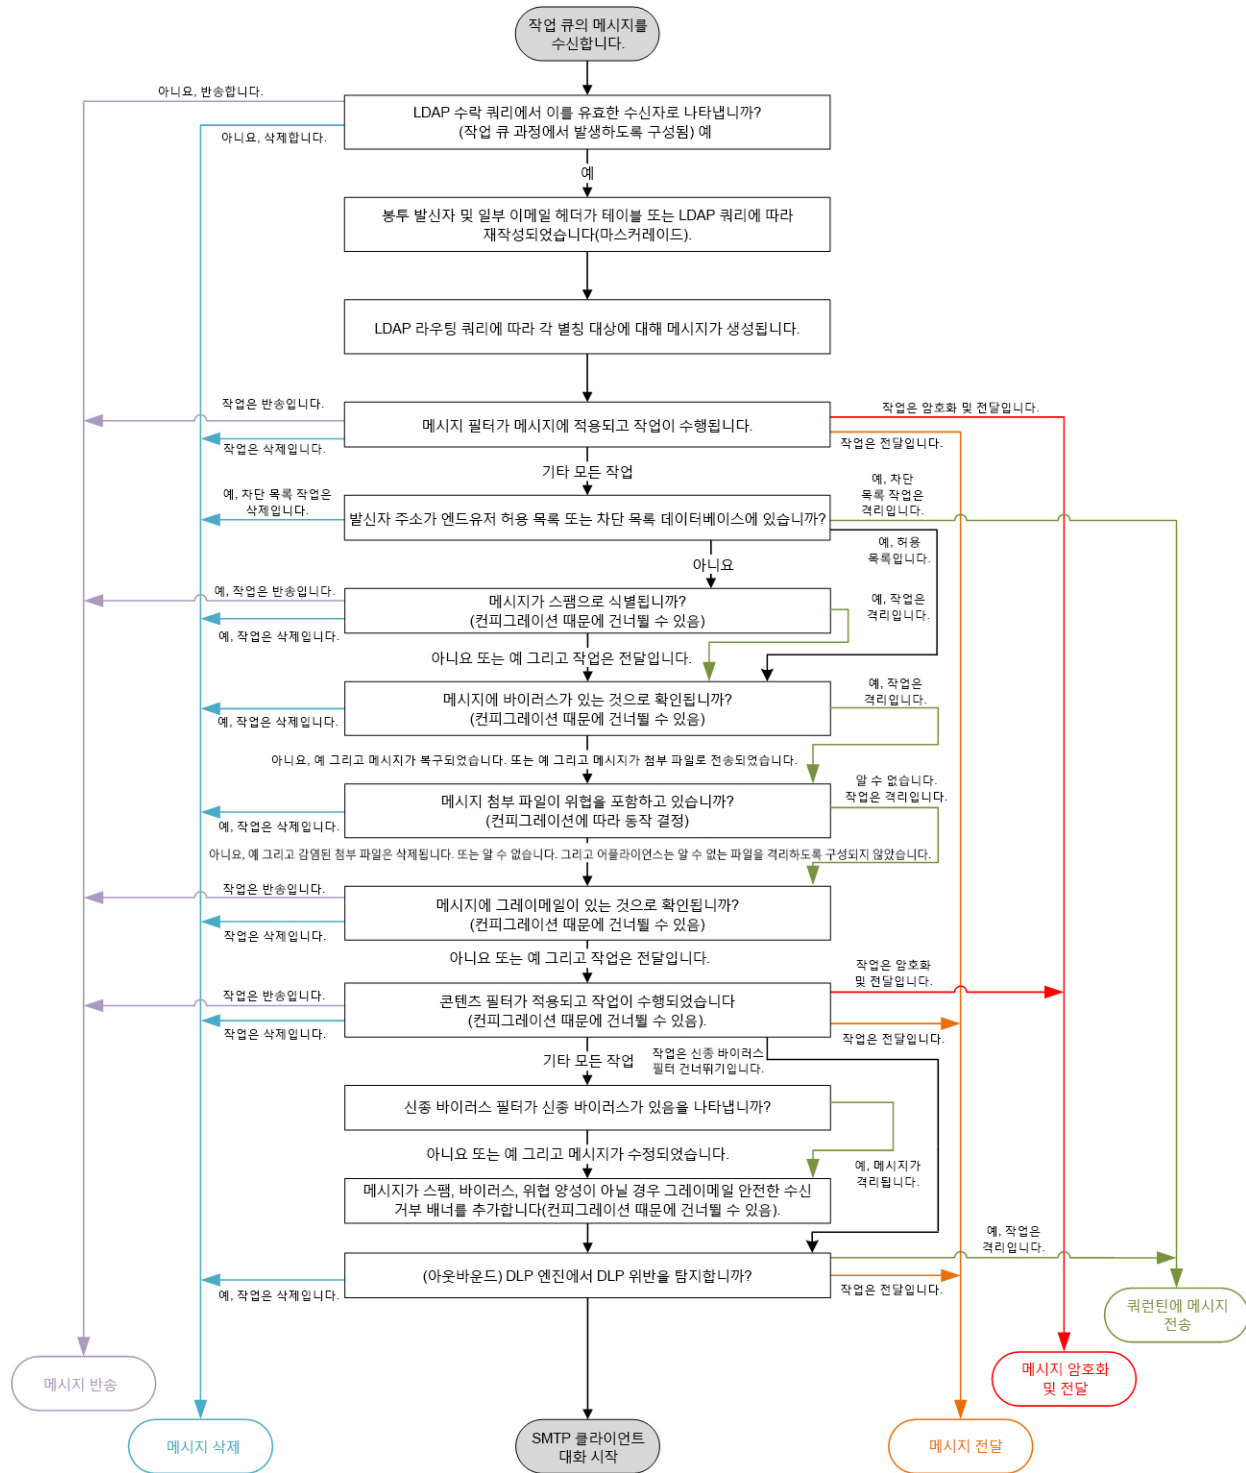 작업 큐의 메시지를
수신합니다.
아니요, 반송합니다.
LDAP 수락 쿼리에서 이를 유효한 수신자로 나타냅니까?
(작업 큐 과정에서 발생하도록 구성됨) 예
아니요, 삭제합니다.
예
봉투 발신자 및 일부 이메일 헤더가 테이블 또는 LDAP 쿼리에 따라
재작성되었습니다(마스커레이드).
LDAP 라우팅 쿼리에 따라 각 별칭 대상에 대해 메시지가 생성됩니다.
작업은 반송입니다.
작업은 암호화 및 전달입니다.
메시지 필터가 메시지에 적용되고 작업이 수행됩니다.
작업은 삭제입니다.
작업은 전달입니다.
기타 모든 작업
예, 차단 목록 작업은
삭제입니다.
예, 차단
목록 작업은
격리입니다.
발신자 주소가 엔드유저 허용 목록 또는 차단 목록 데이터베이스에 있습니까?
예, 허용
목록입니다.
아니요
예, 작업은 반송입니다.
메시지가 스팸으로 식별됩니까?
(컨피그레이션 때문에 건너뛸 수 있음)
예, 작업은
격리입니다.
예, 작업은 삭제입니다.
아니요 또는 예 그리고 작업은 전달입니다.
메시지에 바이러스가 있는 것으로 확인됩니까?
(컨피그레이션 때문에 건너뛸 수 있음)
예, 작업은
격리입니다.
예, 작업은 삭제입니다.
아니요, 예 그리고 메시지가 복구되었습니다. 또는 예 그리고 메시지가 첨부 파일로 전송되었습니다.
메시지 첨부 파일이 위협을 포함하고 있습니까?
(컨피그레이션에 따라 동작 결정)
알 수 없습니다.
작업은 격리입니다.
예, 작업은 삭제입니다.
아니요, 예 그리고 감염된 첨부 파일은 삭제됩니다. 또는 알 수 없습니다. 그리고 어플라이언스는 알 수 없는 파일을 격리하도록 구성되지 않았습니다.
작업은 반송입니다.
메시지에 그레이메일이 있는 것으로 확인됩니까?
(컨피그레이션 때문에 건너뛸 수 있음)
작업은 삭제입니다.
아니요 또는 예 그리고 작업은 전달입니다.
작업은 암호화
및 전달입니다.
작업은 반송입니다.
콘텐츠 필터가 적용되고 작업이 수행되었습니다
(컨피그레이션 때문에 건너뛸 수 있음).
작업은 삭제입니다.
작업은 전달입니다.
기타 모든 작업
작업은 신종 바이러스
필터 건너뛰기입니다.
신종 바이러스 필터가 신종 바이러스가 있음을 나타냅니까?
아니요 또는 예 그리고 메시지가 수정되었습니다.
예, 메시지가
격리됩니다.
메시지가 스팸, 바이러스, 위협 양성이 아닐 경우 그레이메일 안전한 수신
거부 배너를 추가합니다(컨피그레이션 때문에 건너뛸 수 있음).
예, 작업은
격리입니다.
(아웃바운드) DLP 엔진에서 DLP 위반을 탐지합니까?
예, 작업은 삭제입니다.
작업은 전달입니다.
쿼런틴에 메시지
전송
메시지 반송
메시지 암호화
및 전달
메시지 삭제
SMTP 클라이언트
대화 시작
메시지 전달